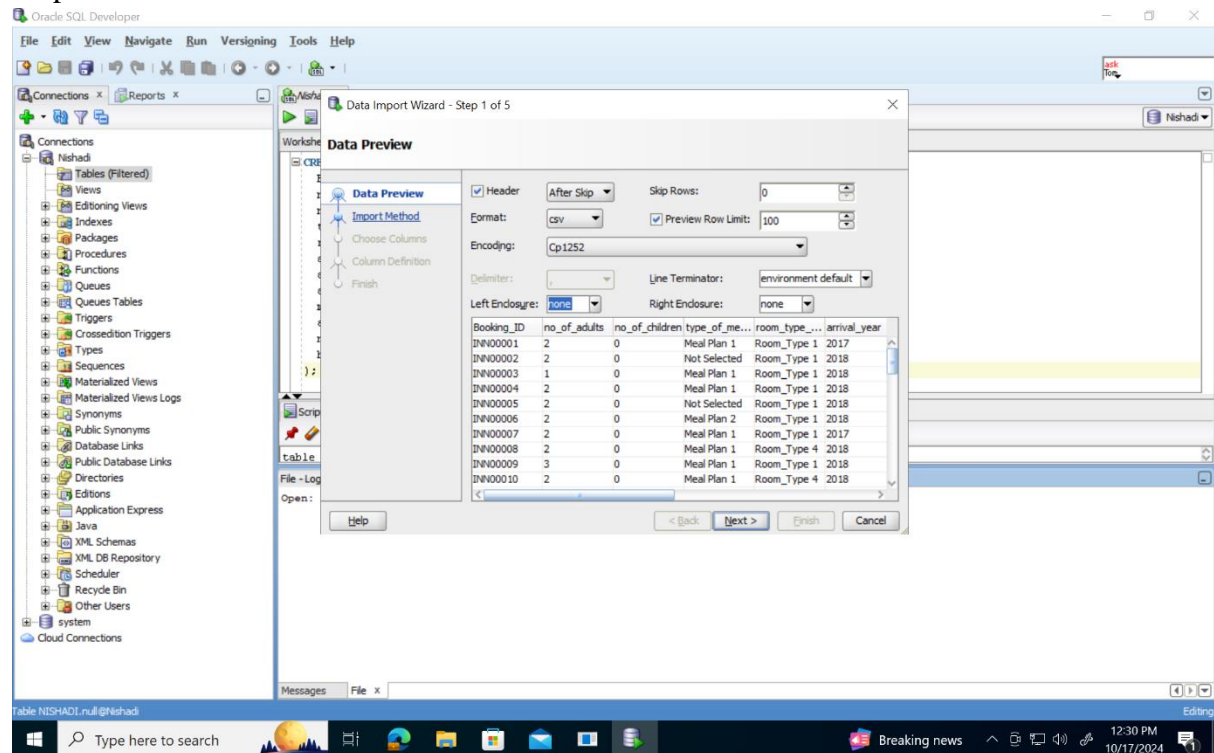 Oracle SQL Developer
File Edit View Navigate Run Versioning Tools Help
ask
Tom
Connections x Reports x
Nishadi
Connections
Nishadi
Tables (Filtered)
Views
Editioning Views
Indexes
Packages
Procedures
Functions
Queues
Queues Tables
Triggers
Crossedition Triggers
Types
Sequences
Materialized Views
Materialized Views Logs
Synonyms
Public Synonyms
Database Links
Public Database Links
Directories
Editions
Application Express
Java
XML Schemas
XML DB Repository
Scheduler
Recycle Bin
Other Users
system
Cloud Connections
Nisha
Workshe
CRE
);
Scrip
table
File - Log
Open:
Data Import Wizard - Step 1 of 5
Data Preview
Data Preview
Import Method
Choose Columns
Column Definition
Finish
Header After Skip Skip Rows: 0
Format: csv Preview Row Limit: 100
Encoding: Cp1252
Delimiter: , Line Terminator: environment default
Left Enclosure: none Right Enclosure: none
Booking_ID no_of_adults no_of_children type_of_me... room_type_... arrival_year
INN00001 2 0 Meal Plan 1 Room_Type 1 2017
INN00002 2 0 Not Selected Room_Type 1 2018
INN00003 1 0 Meal Plan 1 Room_Type 1 2018
INN00004 2 0 Meal Plan 1 Room_Type 1 2018
INN00005 2 0 Not Selected Room_Type 1 2018
INN00006 2 0 Meal Plan 2 Room_Type 1 2018
INN00007 2 0 Meal Plan 1 Room_Type 1 2017
INN00008 2 0 Meal Plan 1 Room_Type 4 2018
INN00009 3 0 Meal Plan 1 Room_Type 1 2018
INN00010 2 0 Meal Plan 1 Room_Type 4 2018
Help < Back Next > Finish Cancel
Messages File x
Table NISHADI.null@Nishadi Editing
Type here to search Breaking news 12:30 PM
10/17/2024